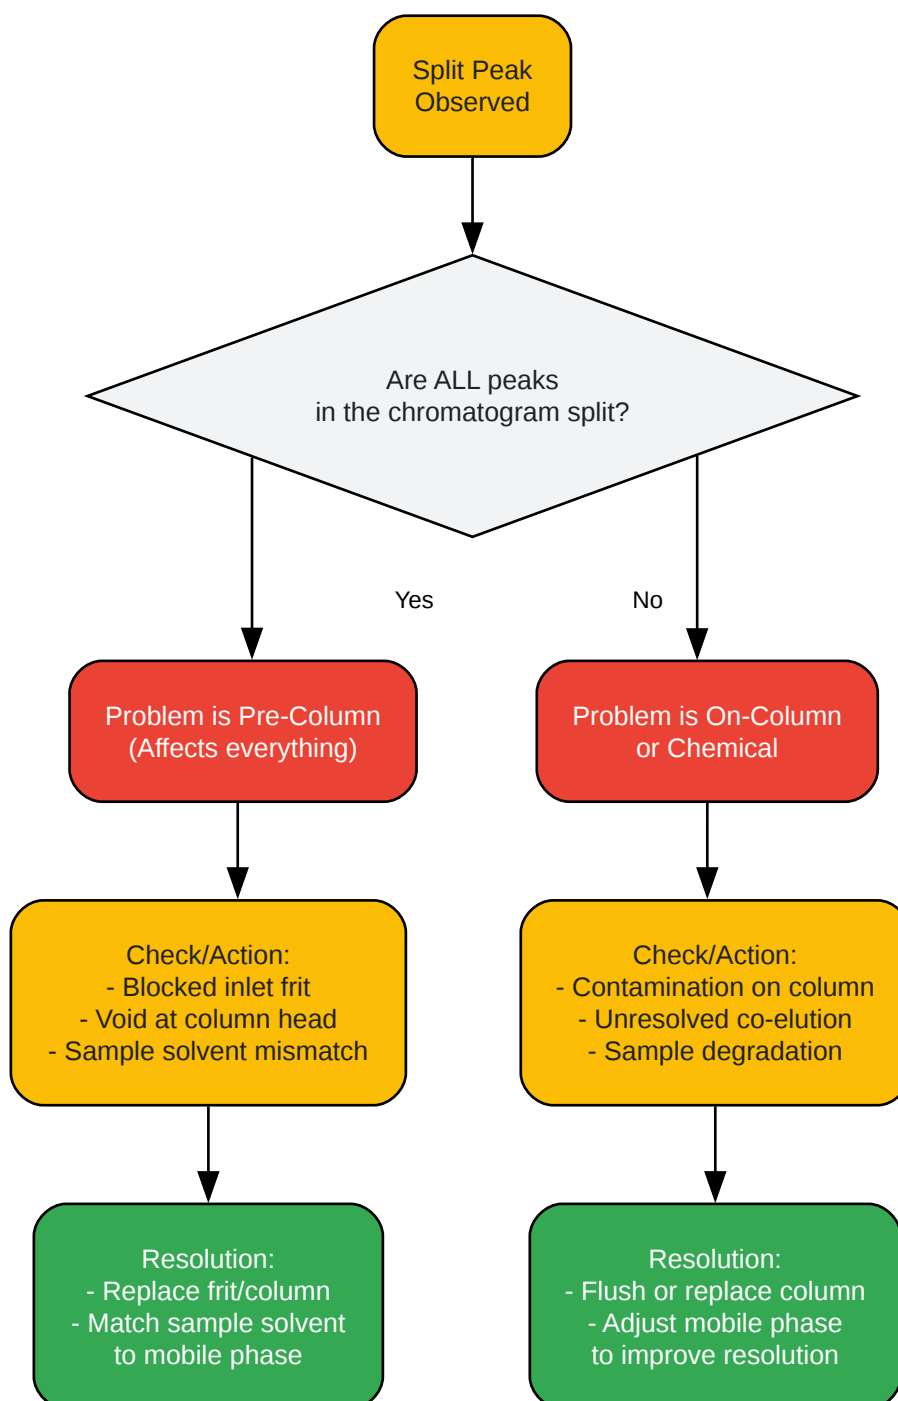 Split Peak
Observed
Are ALL peaks
in the chromatogram split?
Yes
No
Problem is Pre-Column
(Affects everything)
Problem is On-Column
or Chemical
Check/Action:
- Blocked inlet frit
- Void at column head
- Sample solvent mismatch
Check/Action:
- Contamination on column
- Unresolved co-elution
- Sample degradation
Resolution:
- Replace frit/column
- Match sample solvent
to mobile phase
Resolution:
- Flush or replace column
- Adjust mobile phase
to improve resolution